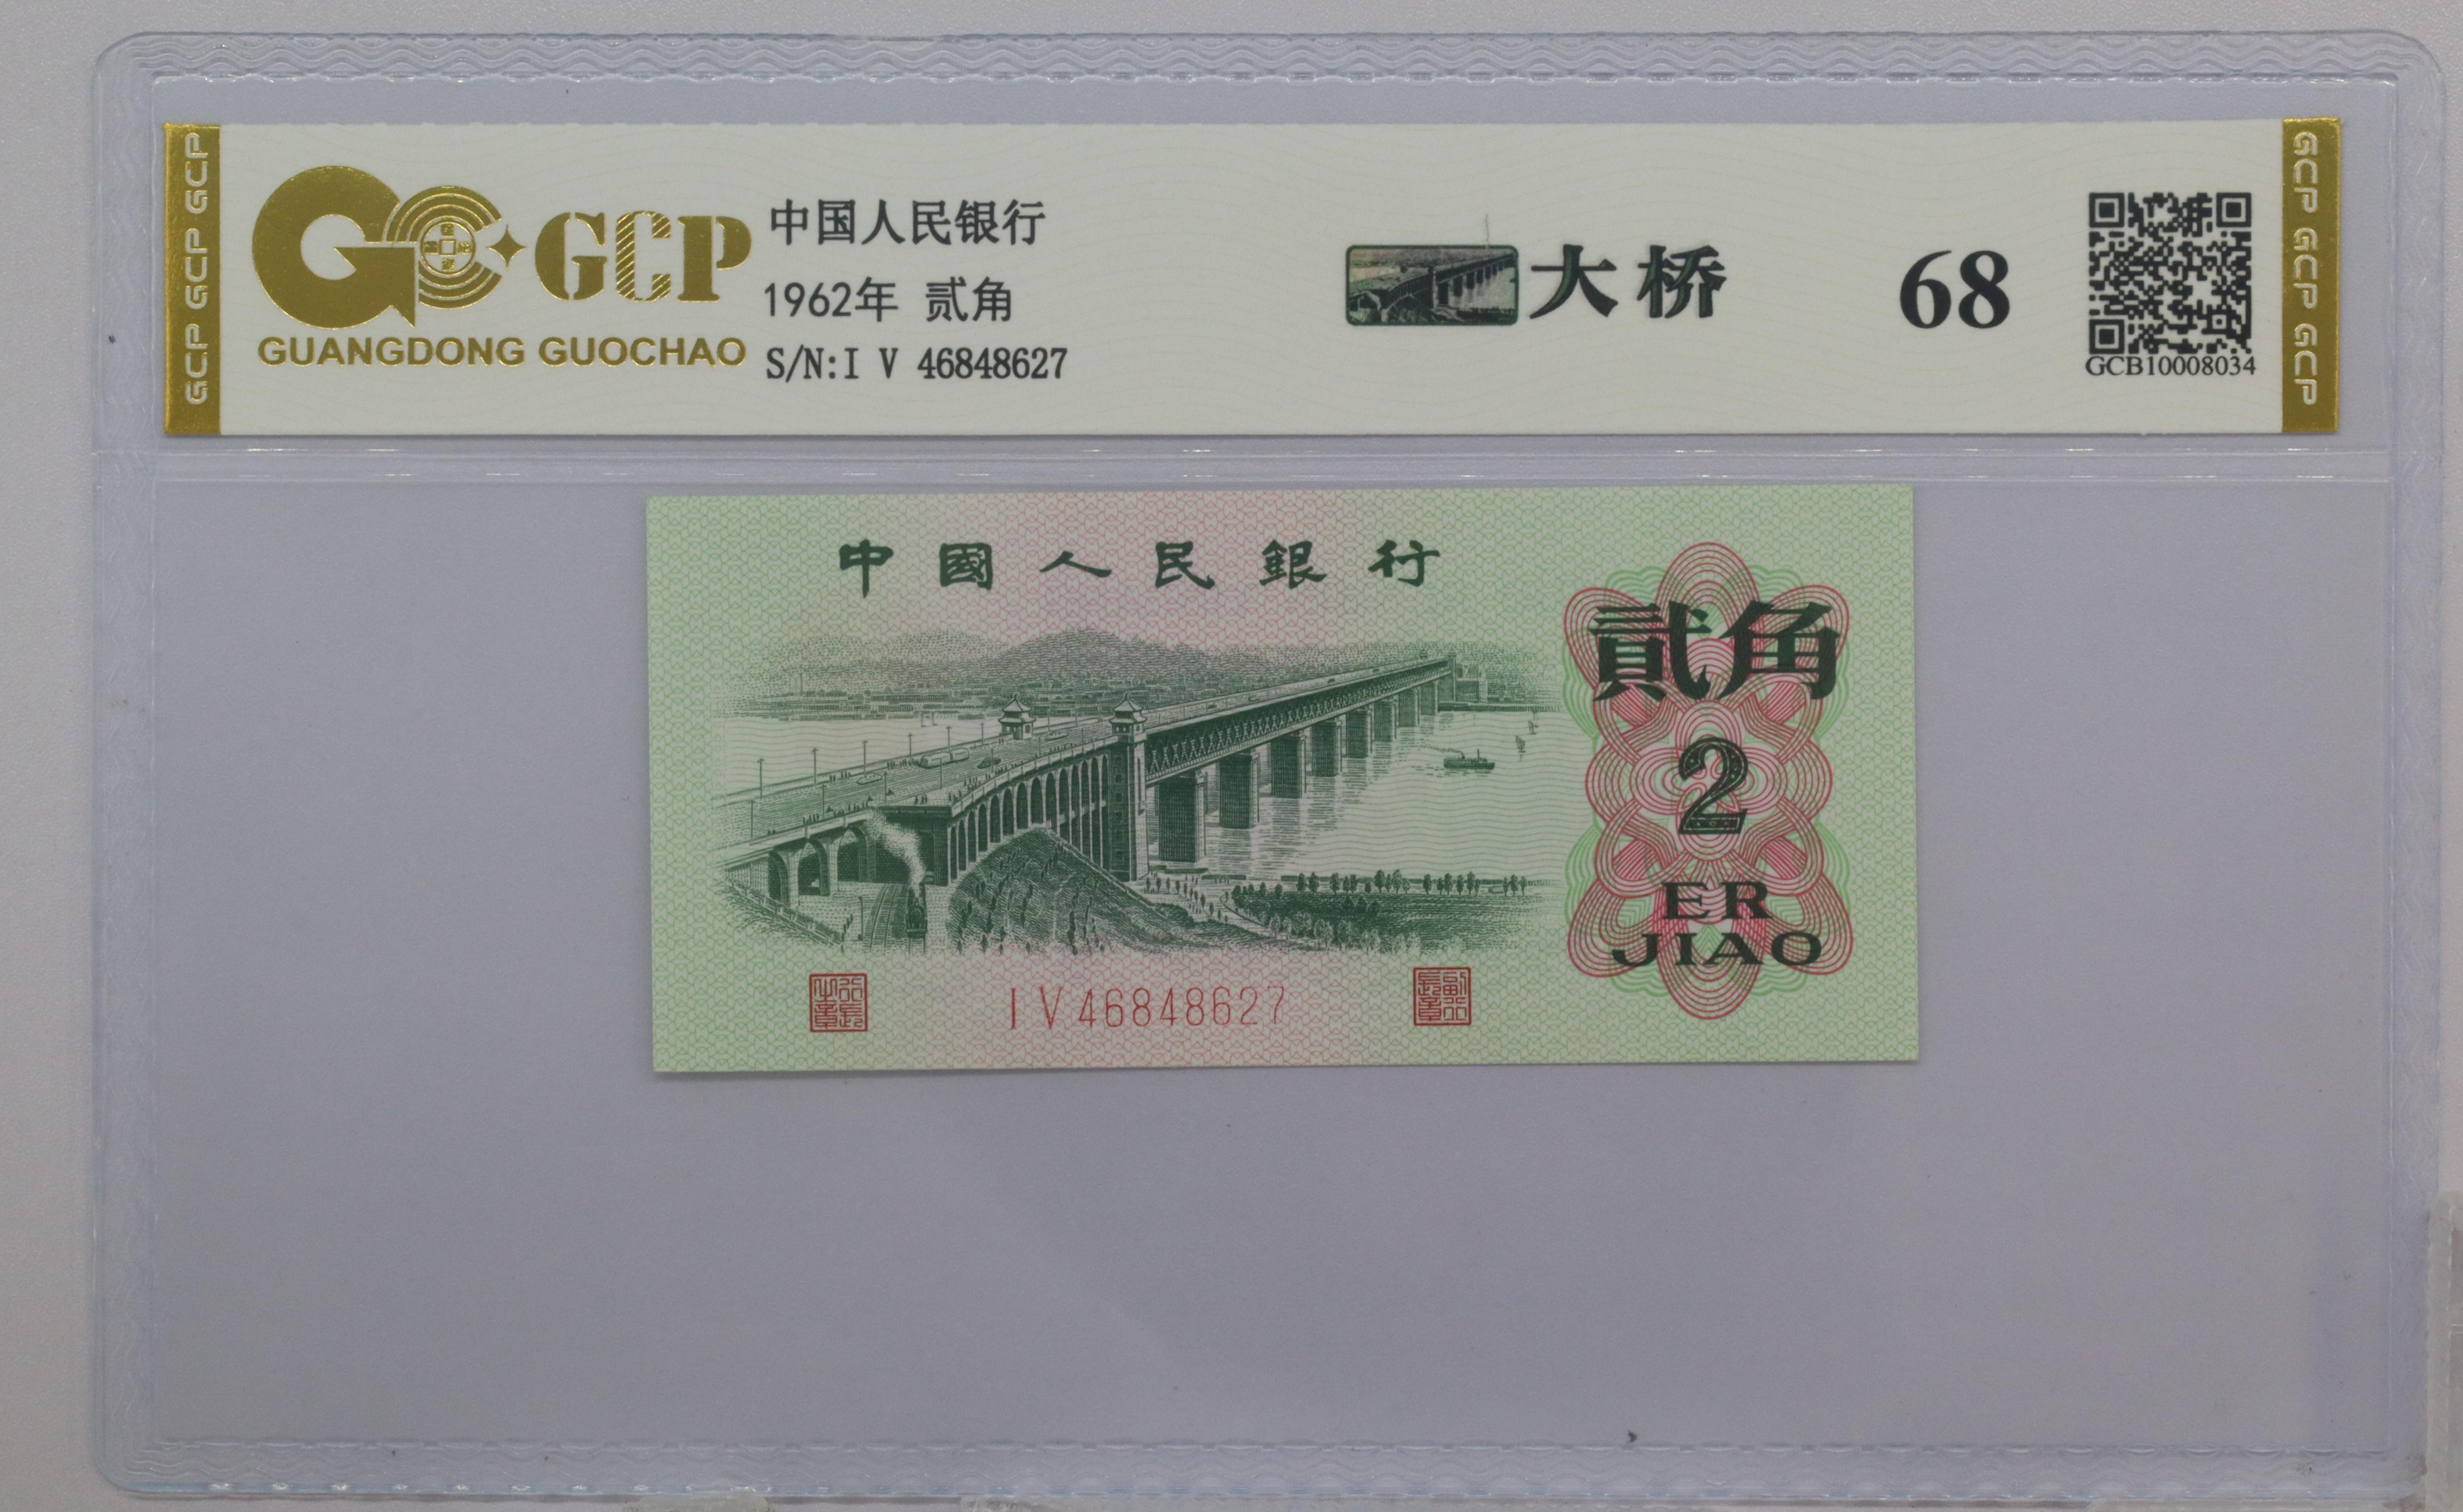 GCP GCP GCP
GCP
GUANGDONG GUOCHAO
中国人民银行
1962年 贰角
S/N:I V 46848627
大桥
68
GCB10008034
GCP GCP GCP
中國人民銀行
貳角
2
ER
JIAO
I V 46848627